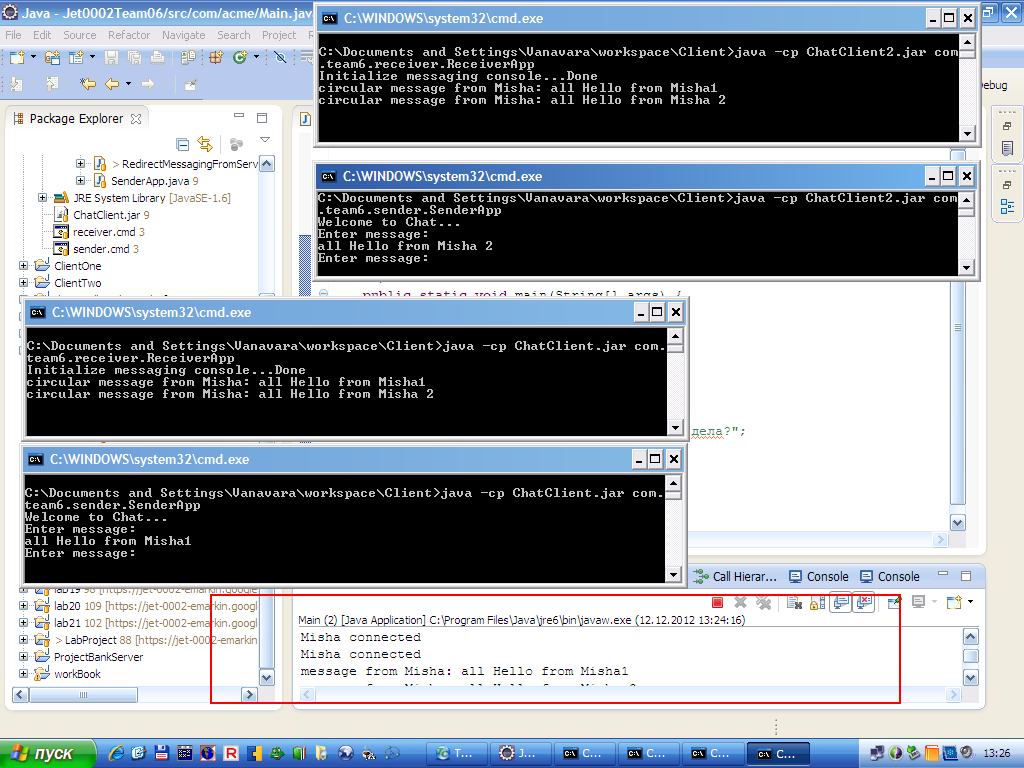 Java - Jet0002Team06/src/com/acme/Main.jav
File Edit Source Refactor Navigate Search Project
Debug
Package Explorer
> RedirectMessagingFromServ
SenderApp.java 9
JRE System Library [JavaSE-1.6]
ChatClient.jar 9
receiver.cmd 3
sender.cmd 3
ClientOne
ClientTwo
C:\WINDOWS\system32\cmd.exe
C:\Documents and Settings\Vanavara\workspace\Client>java -cp ChatClient2.jar com
.team6.receiver.ReceiverApp
Initialize messaging console...Done
circular message from Misha: all Hello from Misha1
circular message from Misha: all Hello from Misha 2
C:\WINDOWS\system32\cmd.exe
C:\Documents and Settings\Vanavara\workspace\Client>java -cp ChatClient2.jar com
.team6.sender.SenderApp
Welcome to Chat...
Enter message:
all Hello from Misha 2
Enter message:
public static void main(String[] args) {
C:\WINDOWS\system32\cmd.exe
C:\Documents and Settings\Vanavara\workspace\Client>java -cp ChatClient.jar com.
team6.receiver.ReceiverApp
Initialize messaging console...Done
circular message from Misha: all Hello from Misha1
circular message from Misha: all Hello from Misha 2
дела?";
C:\WINDOWS\system32\cmd.exe
C:\Documents and Settings\Vanavara\workspace\Client>java -cp ChatClient.jar com.
team6.sender.SenderApp
Welcome to Chat...
Enter message:
all Hello from Misha1
Enter message:
Call Hierar... Console Console
lab19 98 [https://jet-0002-emarkin.googl
lab20 109 [https://jet-0002-emarkin.googl
lab21 102 [https://jet-0002-emarkin.googl
> LabProject 88 [https://jet-0002-emarkin
ProjectBankServer
workBook
Main (2) [Java Application] C:\Program Files\Java\jre6\bin\javaw.exe (12.12.2012 13:24:16)
Misha connected
Misha connected
message from Misha: all Hello from Misha1
пуск
T... J... C... C... C... C...
13:26